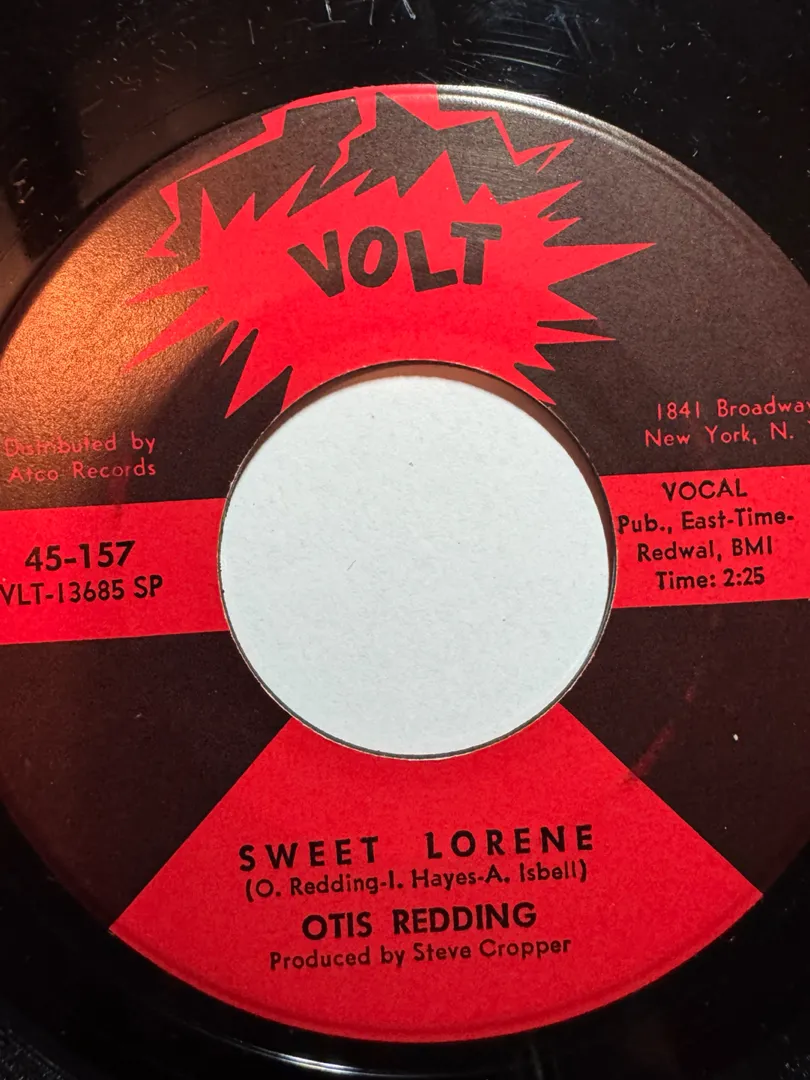 VOLT
Distributed by
Atco Records
1841 Broadway
New York, N.
45-157
VLT-13685 SP
VOCAL
Pub., East-Time-
Redwal, BMI
Time: 2:25
SWEET LORENE
(O. Redding-I. Hayes-A. Isbell)
OTIS REDDING
Produced by Steve Cropper